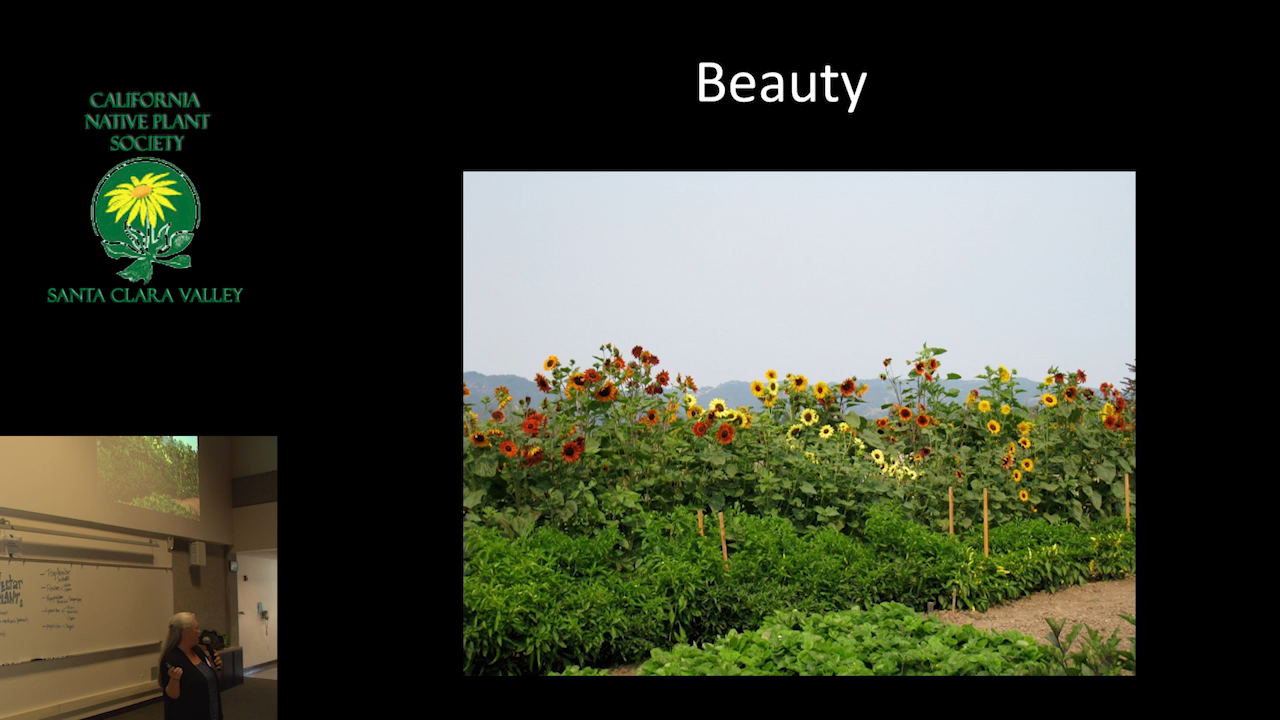 Beauty
CALIFORNIA
NATIVE PLANT
SOCIETY
SANTA CLARA VALLEY